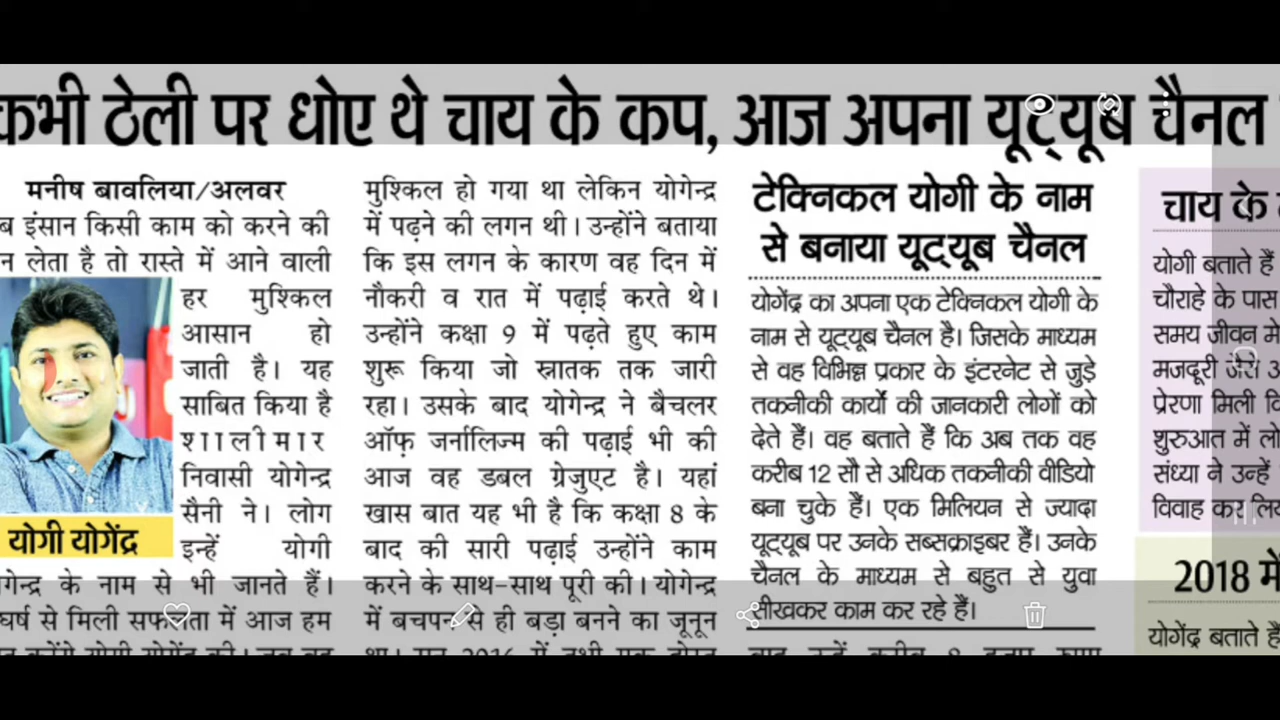 कभी ठेली पर धोए थे चाय के कप, आज अपना यूट्यूब चैनल
मनीष बावलिया/अलवर
ब इंसान किसी काम को करने की
न लेता है तो रास्ते में आने वाली
हर मुश्किल
आसान हो
जाती है। यह
साबित किया है
शालीमार
निवासी योगेन्द्र
सैनी ने। लोग
इन्हें योगी
योगी योगेंद्र
गेन्द्र के नाम से भी जानते हैं।
घर्ष से मिली सफलता में आज हम
मुश्किल हो गया था लेकिन योगेन्द्र
में पढ़ने की लगन थी। उन्होंने बताया
कि इस लगन के कारण वह दिन में
नौकरी व रात में पढ़ाई करते थे।
उन्होंने कक्षा 9 में पढ़ते हुए काम
शुरू किया जो स्नातक तक जारी
रहा। उसके बाद योगेन्द्र ने बैचलर
ऑफ़ जर्नालिज्म की पढ़ाई भी की
आज वह डबल ग्रेजुएट है। यहां
खास बात यह भी है कि कक्षा 8 के
बाद की सारी पढ़ाई उन्होंने काम
करने के साथ-साथ पूरी की। योगेन्द्र
में बचपन से ही बड़ा बनने का जूनून
टेक्निकल योगी के नाम
से बनाया यूट्यूब चैनल
योगेंद्र का अपना एक टेक्निकल योगी के
नाम से यूट्यूब चैनल है। जिसके माध्यम
से वह विभिन्न प्रकार के इंटरनेट से जुड़े
तकनीकी कार्यों की जानकारी लोगों को
देते हैं। वह बताते हैं कि अब तक वह
करीब 12 सौ से अधिक तकनीकी वीडियो
बना चुके हैं। एक मिलियन से ज्यादा
यूट्यूब पर उनके सब्सक्राइबर हैं। उनके
चैनल के माध्यम से बहुत से युवा
सीखकर काम कर रहे हैं।
चाय के
योगी बताते हैं
चौराहे के पास
समय जीवन में
मजदूरी जैसे
प्रेरणा मिली
शुरुआत में
संध्या ने उन्हें
विवाह कर
2018 में
योगेंद्र बताते हैं